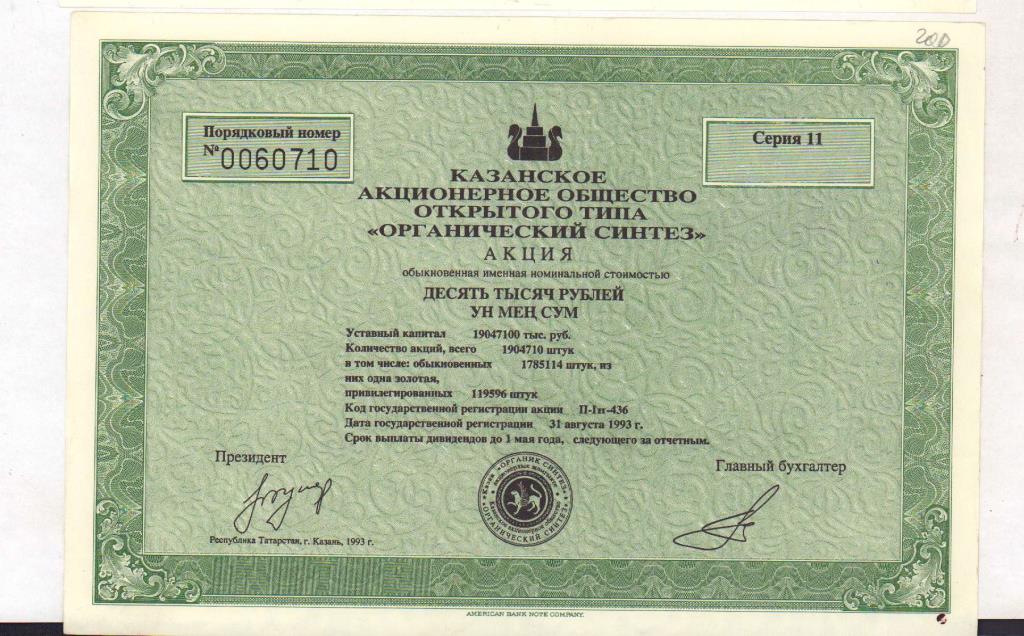 200
Порядковый номер
№0060710
Серия 11
КАЗАНСКОЕ
АКЦИОНЕРНОЕ ОБЩЕСТВО
ОТКРЫТОГО ТИПА
«ОРГАНИЧЕСКИЙ СИНТЕЗ»
АКЦИЯ
обыкновенная именная номинальной стоимостью
ДЕСЯТЬ ТЫСЯЧ РУБЛЕЙ
УН МЕҢ СУМ
Уставный капитал 19047100 тыс. руб.
Количество акций, всего 1904710 штук
в том числе: обыкновенных 1785114 штук, из
них одна золотая,
привилегированных 119596 штук
Код государственной регистрации акции П-1п-436
Дата государственной регистрации 31 августа 1993 г.
Срок выплаты дивидендов до 1 мая года, следующего за отчетным.
Президент
Главный бухгалтер
«ОРГАНИК СИНТЕЗ»
«ОРГАНИЧЕСКИЙ СИНТЕЗ»
Республика Татарстан, г. Казань, 1993 г.
AMERICAN BANK NOTE COMPANY.